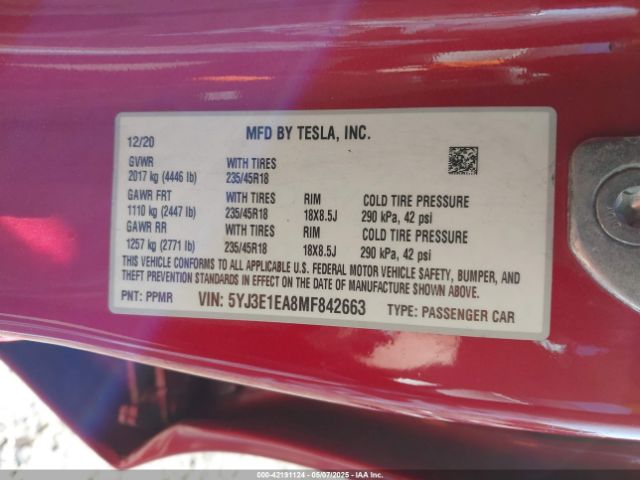 MFD BY TESLA, INC.
12/20
GVWR WITH TIRES
2017 kg (4446 lb) 235/45R18
GAWR FRT WITH TIRES RIM COLD TIRE PRESSURE
1110 kg (2447 lb) 235/45R18 18X8.5J 290 kPa, 42 psi
GAWR RR WITH TIRES RIM COLD TIRE PRESSURE
1257 kg (2771 lb) 235/45R18 18X8.5J 290 kPa, 42 psi
THIS VEHICLE CONFORMS TO ALL APPLICABLE U.S. FEDERAL MOTOR VEHICLE SAFETY, BUMPER, AND
THEFT PREVENTION STANDARDS IN EFFECT ON THE DATE OF MANUFACTURE SHOWN ABOVE.
PNT: PPMR VIN: 5YJ3E1EA8MF842663 TYPE: PASSENGER CAR
000-42191124 - 05/07/2025 - IAA, Inc.